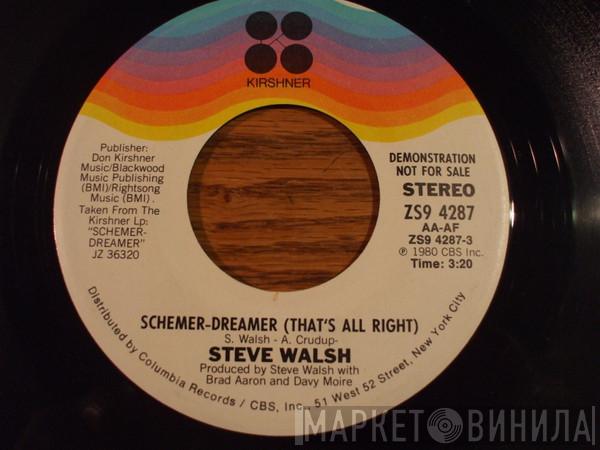 KIRSHNER
Publisher:
Don Kirshner
Music/Blackwood
Music Publishing
(BMI)/Rightsong
Music (BMI).
Taken From The
Kirshner Lp:
"SCHEMER-
DREAMER"
JZ 36320
DEMONSTRATION
NOT FOR SALE
STEREO
ZS9 4287
AA-AF
ZS9 4287-3
Ⓟ 1980 CBS Inc.
Time: 3:20
SCHEMER-DREAMER (THAT'S ALL RIGHT)
S. Walsh - A. Crudup-
STEVE WALSH
Produced by Steve Walsh with
Brad Aaron and Davy Moire
Distributed by Columbia Records / CBS, Inc., 51 West 52 Street, New York City
МАРКЕТ ВИНИЛА